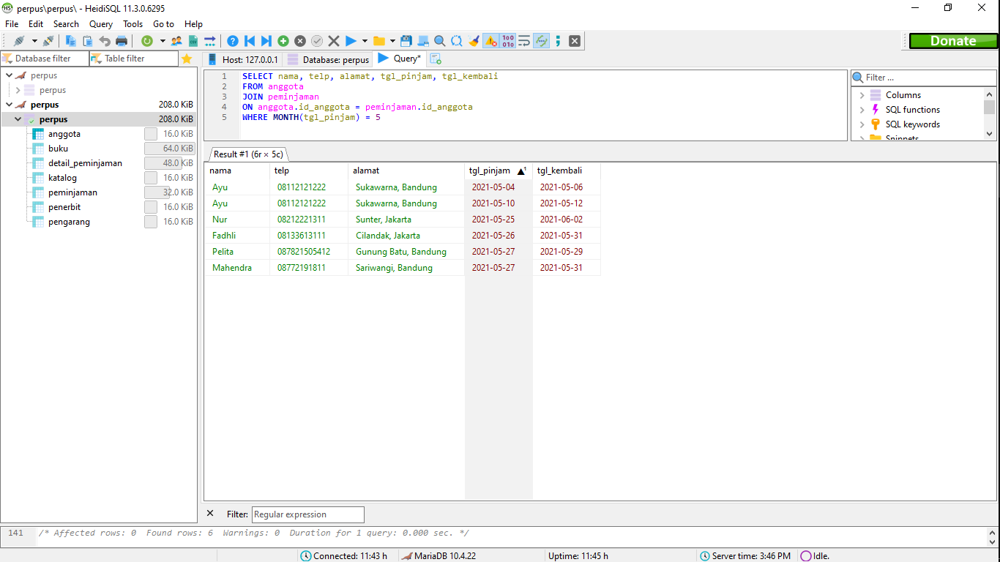 HS perpus\perpus\ - HeidiSQL 11.3.0.6295
File Edit Search Query Tools Go to Help
Donate
Database filter Table filter
Host: 127.0.0.1 Database: perpus Query*
perpus
perpus
perpus 208.0 KiB
perpus 208.0 KiB
anggota 16.0 KiB
buku 64.0 KiB
detail_peminjaman 48.0 KiB
katalog 16.0 KiB
peminjaman 32.0 KiB
penerbit 16.0 KiB
pengarang 16.0 KiB
1 SELECT nama, telp, alamat, tgl_pinjam, tgl_kembali
2 FROM anggota
3 JOIN peminjaman
4 ON anggota.id_anggota = peminjaman.id_anggota
5 WHERE MONTH(tgl_pinjam) = 5
Filter ...
Columns
SQL functions
SQL keywords
Snippets
Result #1 (6r × 5c)
nama telp alamat tgl_pinjam 1 tgl_kembali
Ayu 08112121222 Sukawarna, Bandung 2021-05-04 2021-05-06
Ayu 08112121222 Sukawarna, Bandung 2021-05-10 2021-05-12
Nur 08212221311 Sunter, Jakarta 2021-05-25 2021-06-02
Fadhli 08133613111 Cilandak, Jakarta 2021-05-26 2021-05-31
Pelita 087821505412 Gunung Batu, Bandung 2021-05-27 2021-05-29
Mahendra 08772191811 Sariwangi, Bandung 2021-05-27 2021-05-31
Filter: Regular expression
141 /* Affected rows: 0 Found rows: 6 Warnings: 0 Duration for 1 query: 0.000 sec. */
Connected: 11:43 h MariaDB 10.4.22 Uptime: 11:45 h Server time: 3:46 PM Idle.